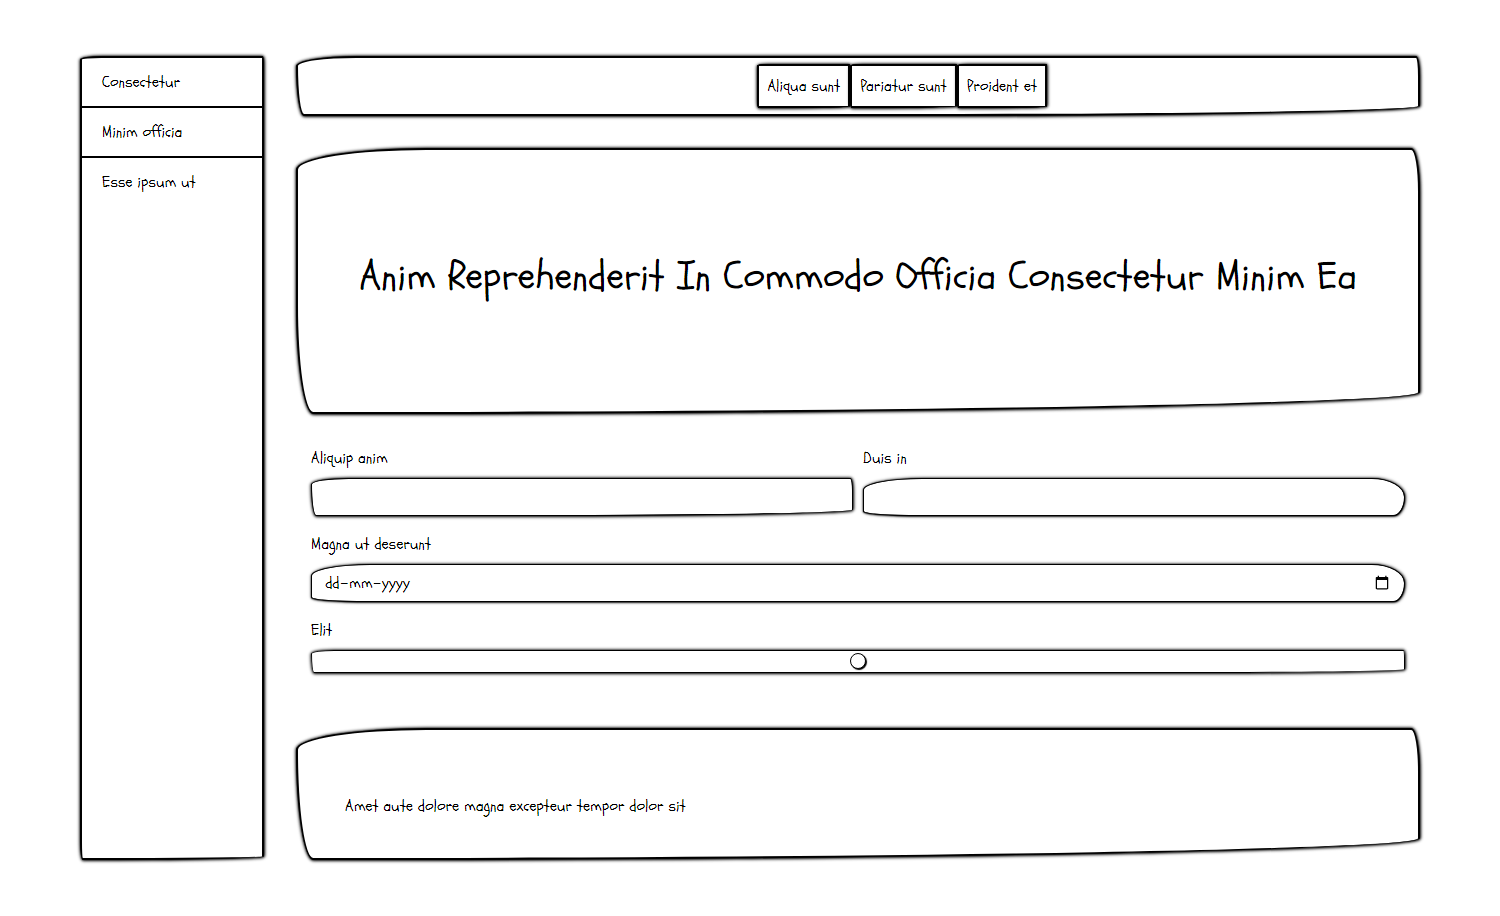 Consectetur
Minim officia
Esse ipsum ut
Aliqua sunt Pariatur sunt Proident et
Anim Reprehenderit In Commodo Officia Consectetur Minim Ea
Aliquip anim
Duis in
Magna ut deserunt
dd-mm-yyyy
Elit
Amet aute dolore magna excepteur tempor dolor sit